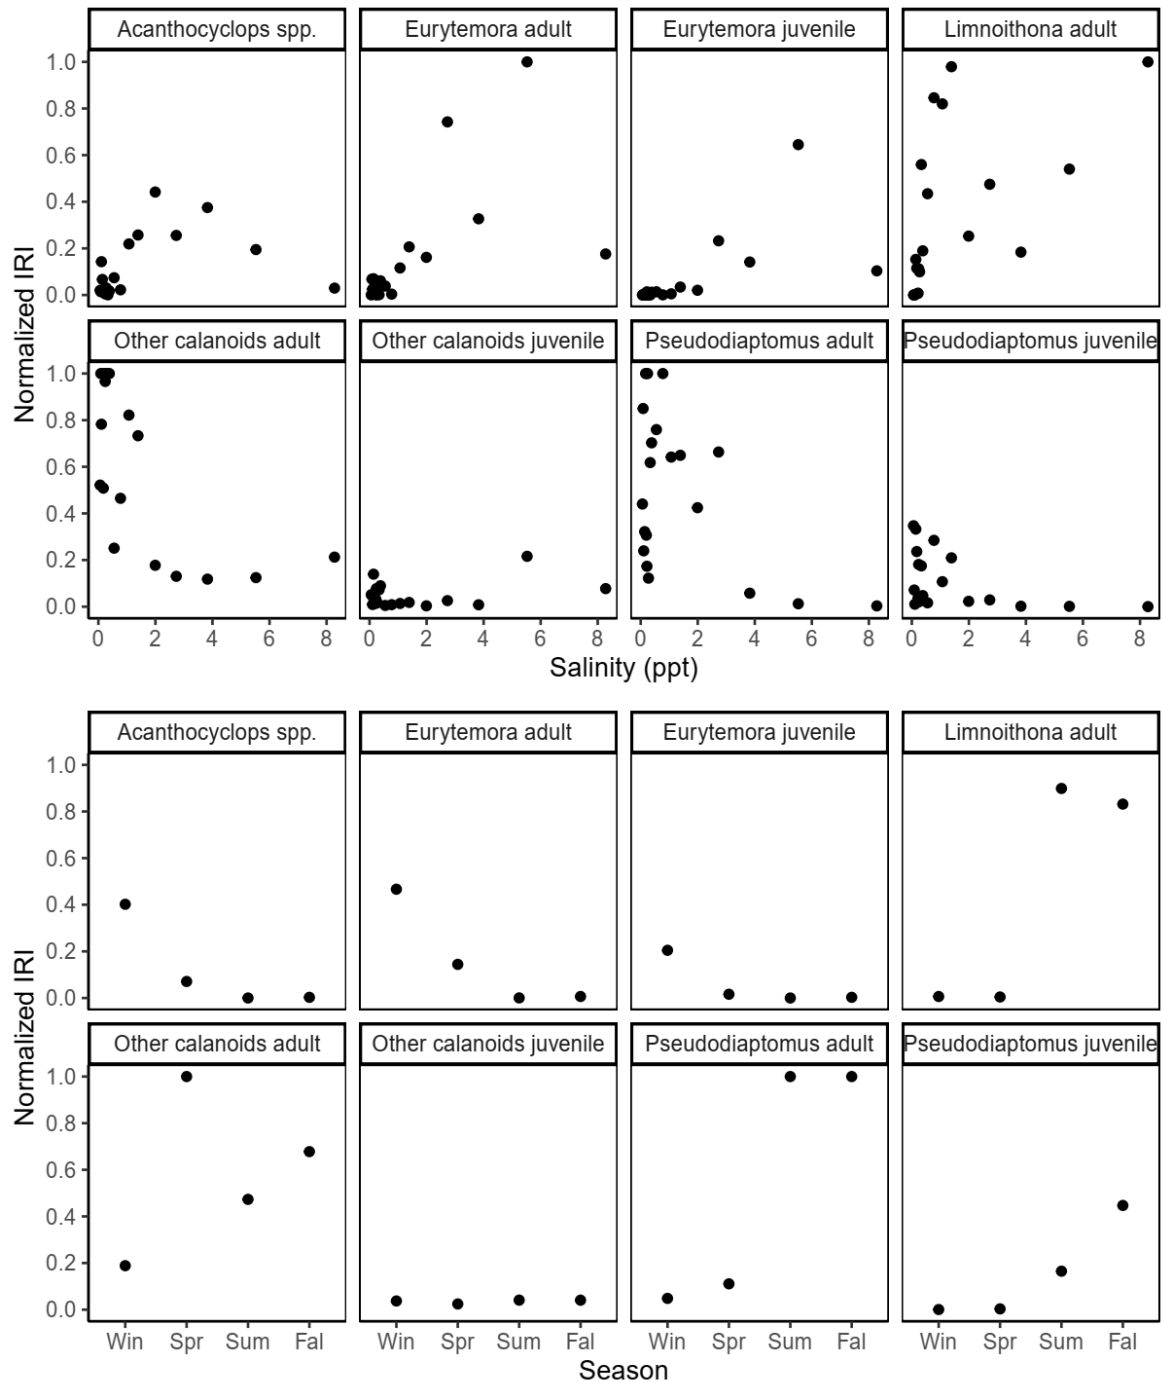 Acanthocyclops spp. Eurytemora adult Eurytemora juvenile Limnoithona adult
1.0
0.8
0.6
0.4
0.2
0.0
Other calanoids adult Other calanoids juvenile Pseudodiaptomus adult Pseudodiaptomus juvenile
1.0
0.8
0.6
0.4
0.2
0.0
Normalized IRI
0 2 4 6 8 0 2 4 6 8 0 2 4 6 8 0 2 4 6 8
Salinity (ppt)
Acanthocyclops spp. Eurytemora adult Eurytemora juvenile Limnoithona adult
1.0
0.8
0.6
0.4
0.2
0.0
Other calanoids adult Other calanoids juvenile Pseudodiaptomus adult Pseudodiaptomus juvenile
1.0
0.8
0.6
0.4
0.2
0.0
Normalized IRI
Win Spr Sum Fal Win Spr Sum Fal Win Spr Sum Fal Win Spr Sum Fal
Season